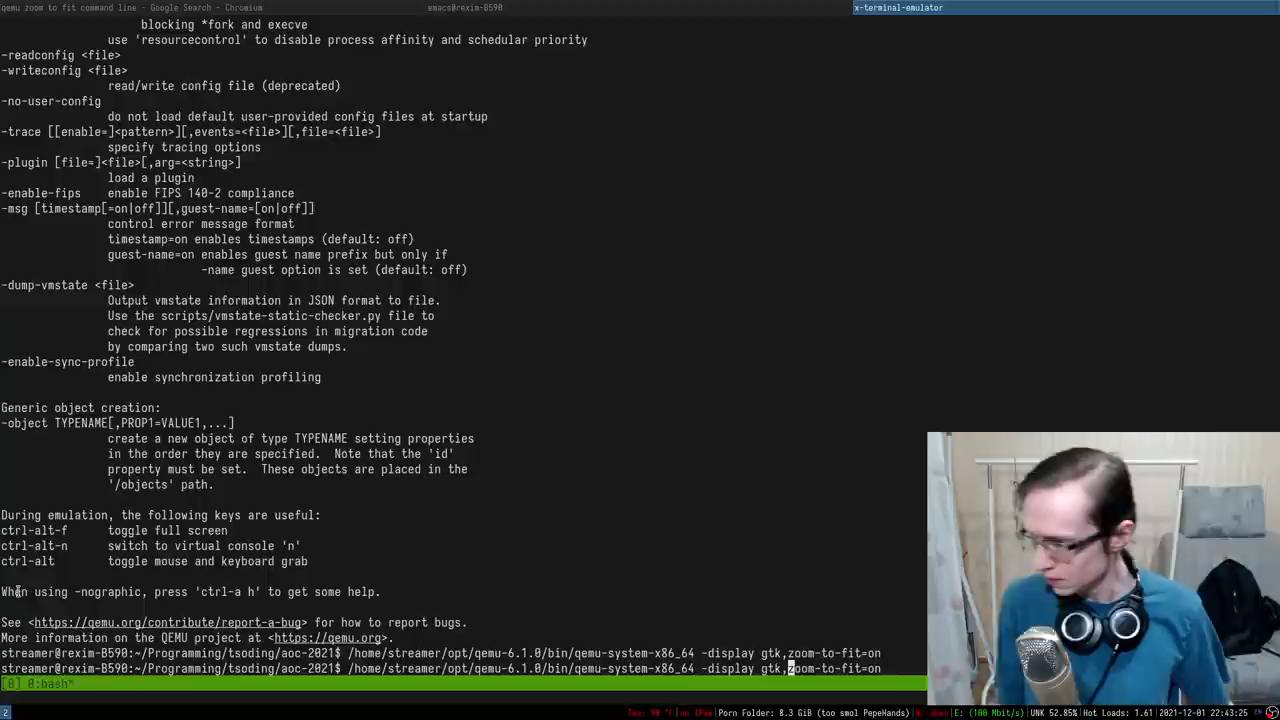 qemu zoom to fit command line - Google Search - Chromium
emacs@rexim-B590
x-terminal-emulator
blocking *fork and execve
use 'resourcecontrol' to disable process affinity and schedular priority
-readconfig <file>
-writeconfig <file>
read/write config file (deprecated)
-no-user-config
do not load default user-provided config files at startup
-trace [[enable=]<pattern>][,events=<file>][,file=<file>]
specify tracing options
-plugin [file=]<file>[,arg=<string>]
load a plugin
-enable-fips    enable FIPS 140-2 compliance
-msg [timestamp[=on|off]][,guest-name=[on|off]]
control error message format
timestamp=on enables timestamps (default: off)
guest-name=on enables guest name prefix but only if
-name guest option is set (default: off)
-dump-vmstate <file>
Output vmstate information in JSON format to file.
Use the scripts/vmstate-static-checker.py file to
check for possible regressions in migration code
by comparing two such vmstate dumps.
-enable-sync-profile
enable synchronization profiling
Generic object creation:
-object TYPENAME[,PROP1=VALUE1,...]
create a new object of type TYPENAME setting properties
in the order they are specified.  Note that the 'id'
property must be set.  These objects are placed in the
'/objects' path.
During emulation, the following keys are useful:
ctrl-alt-f      toggle full screen
ctrl-alt-n      switch to virtual console 'n'
ctrl-alt        toggle mouse and keyboard grab
When using -nographic, press 'ctrl-a h' to get some help.
See <https://qemu.org/contribute/report-a-bug> for how to report bugs.
More information on the QEMU project at <https://qemu.org>.
streamer@rexim-B590:~/Programming/tsoding/aoc-2021$ /home/streamer/opt/qemu-6.1.0/bin/qemu-system-x86_64 -display gtk,zoom-to-fit=on
streamer@rexim-B590:~/Programming/tsoding/aoc-2021$ /home/streamer/opt/qemu-6.1.0/bin/qemu-system-x86_64 -display gtk,zoom-to-fit=on
[0] 0:bash*
2
Porn Folder: 8.3 GiB (too smol PepeHands)
E: (100 Mbit/s)
UNK 52.85%
Hot Loads: 1.61
2021-12-01 22:43:25